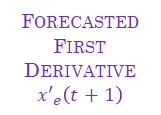 FORECASTED
FIRST
DERIVATIVE
x'ₑ(t + 1)